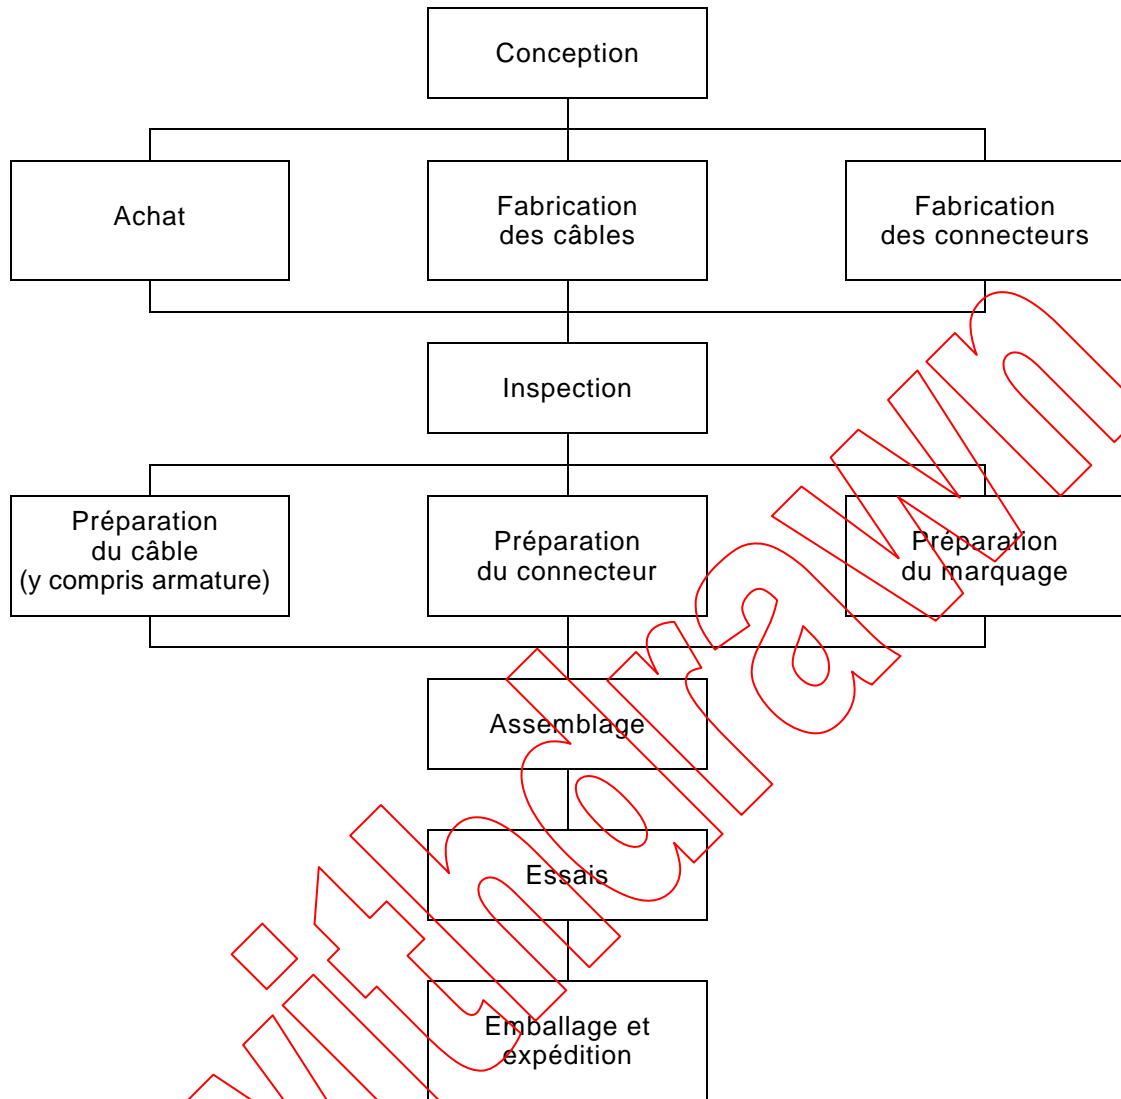 Conception
Achat
Fabrication
des câbles
Fabrication
des connecteurs
Inspection
Préparation
du câble
(y compris armature)
Préparation
du connecteur
Préparation
du marquage
Assemblage
Essais
Emballage et
expédition
Withdrawn